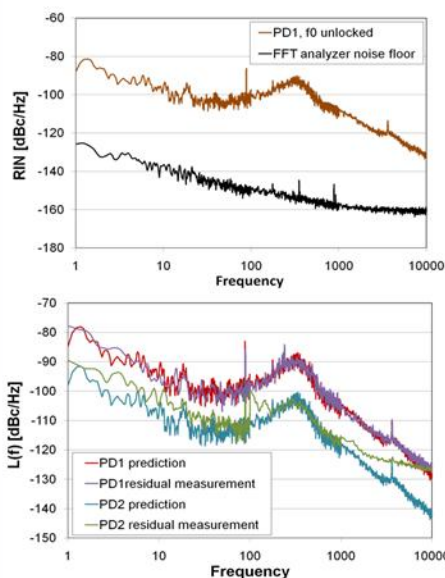 -60
-80
-100
-120
-140
-160
-180
RIN [dBc/Hz]
PD1, f0 unlocked
FFT analyzer noise floor
1 10 100 1000 10000
Frequency
-70
-80
-90
-100
-110
-120
-130
-140
-150
L(f) [dBc/Hz]
PD1 prediction
PD1residual measurement
PD2 prediction
PD2 residual measurement
1 10 100 1000 10000
Frequency